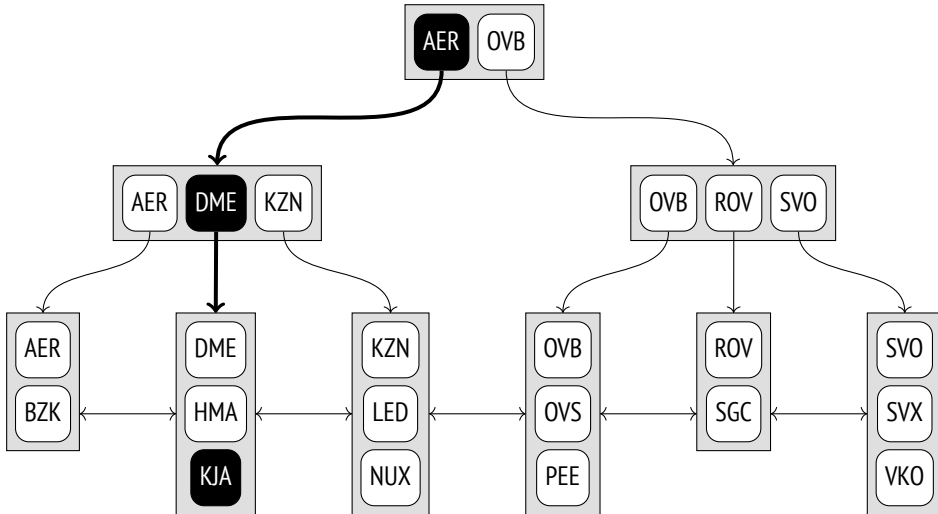 AER OVB
AER DME KZN
OVB ROV SVO
AER
BZK
DME
HMA
KJA
KZN
LED
NUX
OVB
OVS
PEE
ROV
SGC
SVO
SVX
VKO